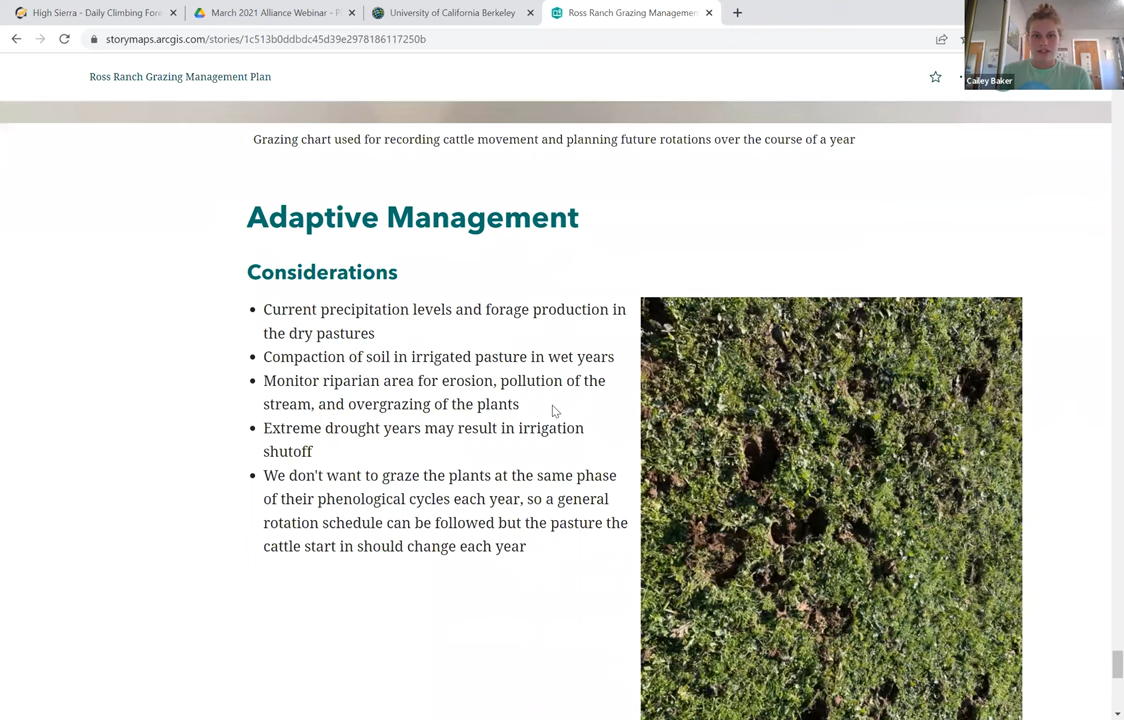 High Sierra - Daily Climbing Fore
March 2021 Alliance Webinar - P
University of California Berkeley
Ross Ranch Grazing Managemen
storymaps.arcgis.com/stories/1c513b0ddbdc45d39e2978186117250b
Ross Ranch Grazing Management Plan
Cailey Baker
Grazing chart used for recording cattle movement and planning future rotations over the course of a year
Adaptive Management
Considerations
• Current precipitation levels and forage production in
the dry pastures
• Compaction of soil in irrigated pasture in wet years
• Monitor riparian area for erosion, pollution of the
stream, and overgrazing of the plants
• Extreme drought years may result in irrigation
shutoff
• We don't want to graze the plants at the same phase
of their phenological cycles each year, so a general
rotation schedule can be followed but the pasture the
cattle start in should change each year